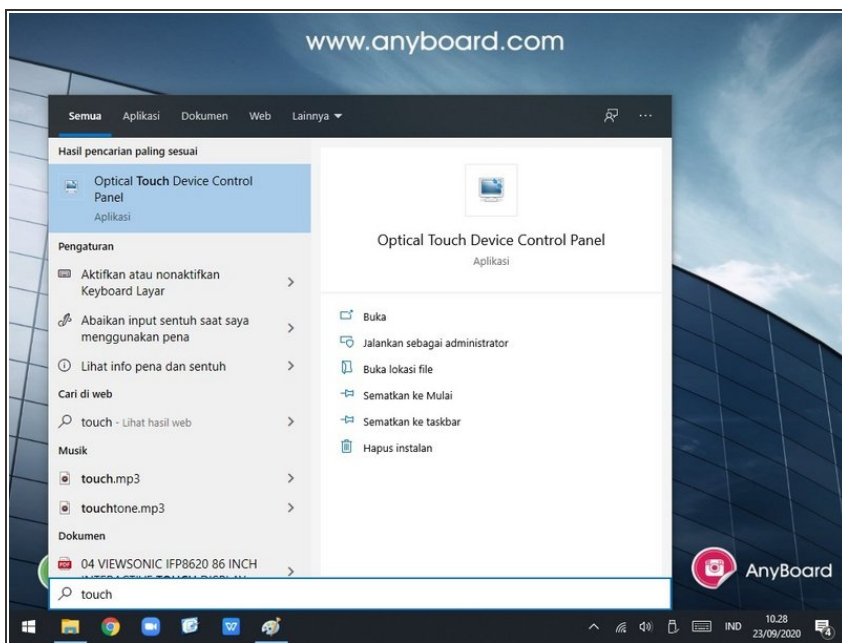 www.anyboard.com
Semua Aplikasi Dokumen Web Lainnya
Hasil pencarian paling sesuai
Optical Touch Device Control
Panel
Aplikasi
Pengaturan
Aktifkan atau nonaktifkan
Keyboard Layar
Abaikan input sentuh saat saya
menggunakan pena
Lihat info pena dan sentuh
Cari di web
touch - Lihat hasil web
Musik
touch.mp3
touchtone.mp3
Dokumen
04 VIEWSONIC IFP8620 86 INCH
INTERACTIVE TOUCH DISPLAY
touch
Optical Touch Device Control Panel
Aplikasi
Buka
Jalankan sebagai administrator
Buka lokasi file
Sematkan ke Mulai
Sematkan ke taskbar
Hapus instalan
AnyBoard
W
IND
10.28
23/09/2020
4